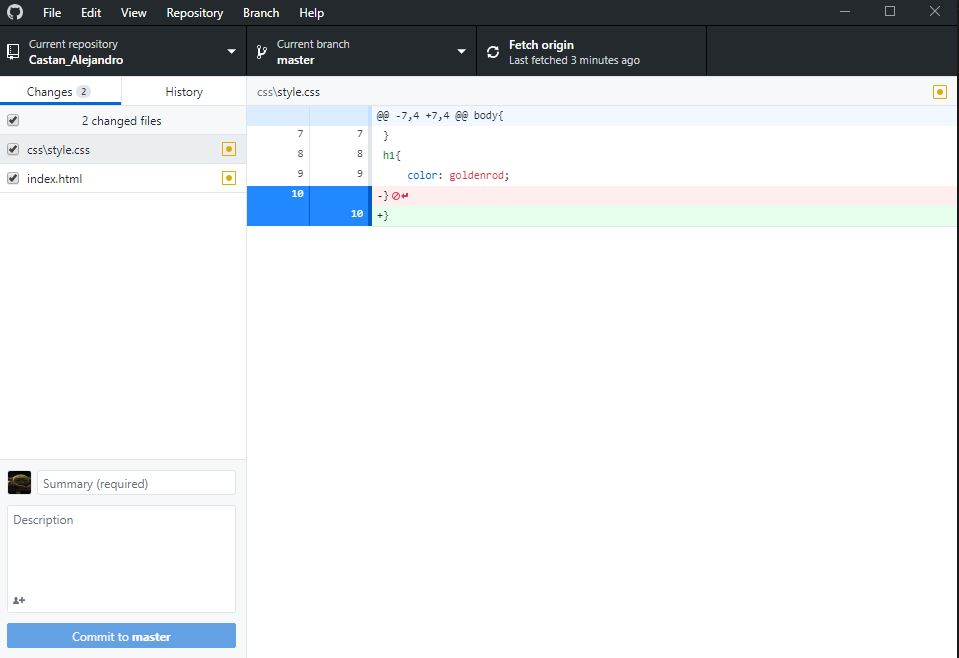 File Edit View Repository Branch Help
Current repository
Castan_Alejandro
Current branch
master
Fetch origin
Last fetched 3 minutes ago
Changes 2 History
2 changed files
css\style.css
index.html
Summary (required)
Description
Commit to master
css\style.css
@@ -7,4 +7,4 @@ body{
7 7 }
8 8 h1{
9 9 color: goldenrod;
10 -}
10 +}